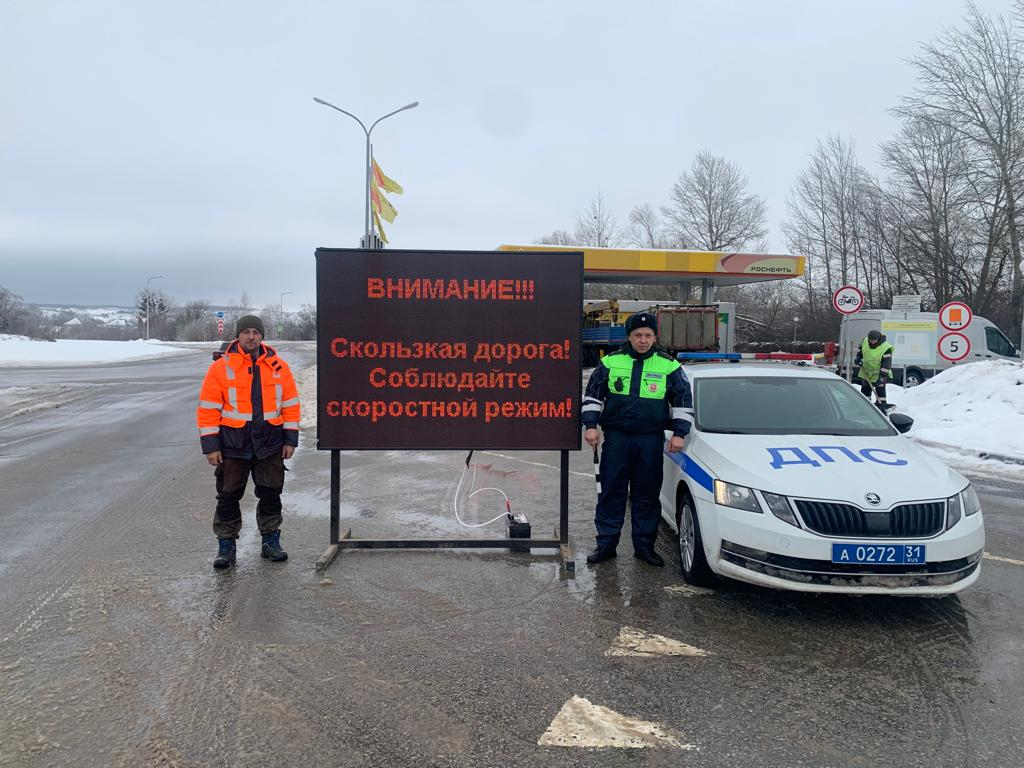 ВНИМАНИЕ!!!
Скользкая дорога!
Соблюдайте
скоростной режим!
РОСНЕФТЬ
5
ДПС
А 0272 31
RUS